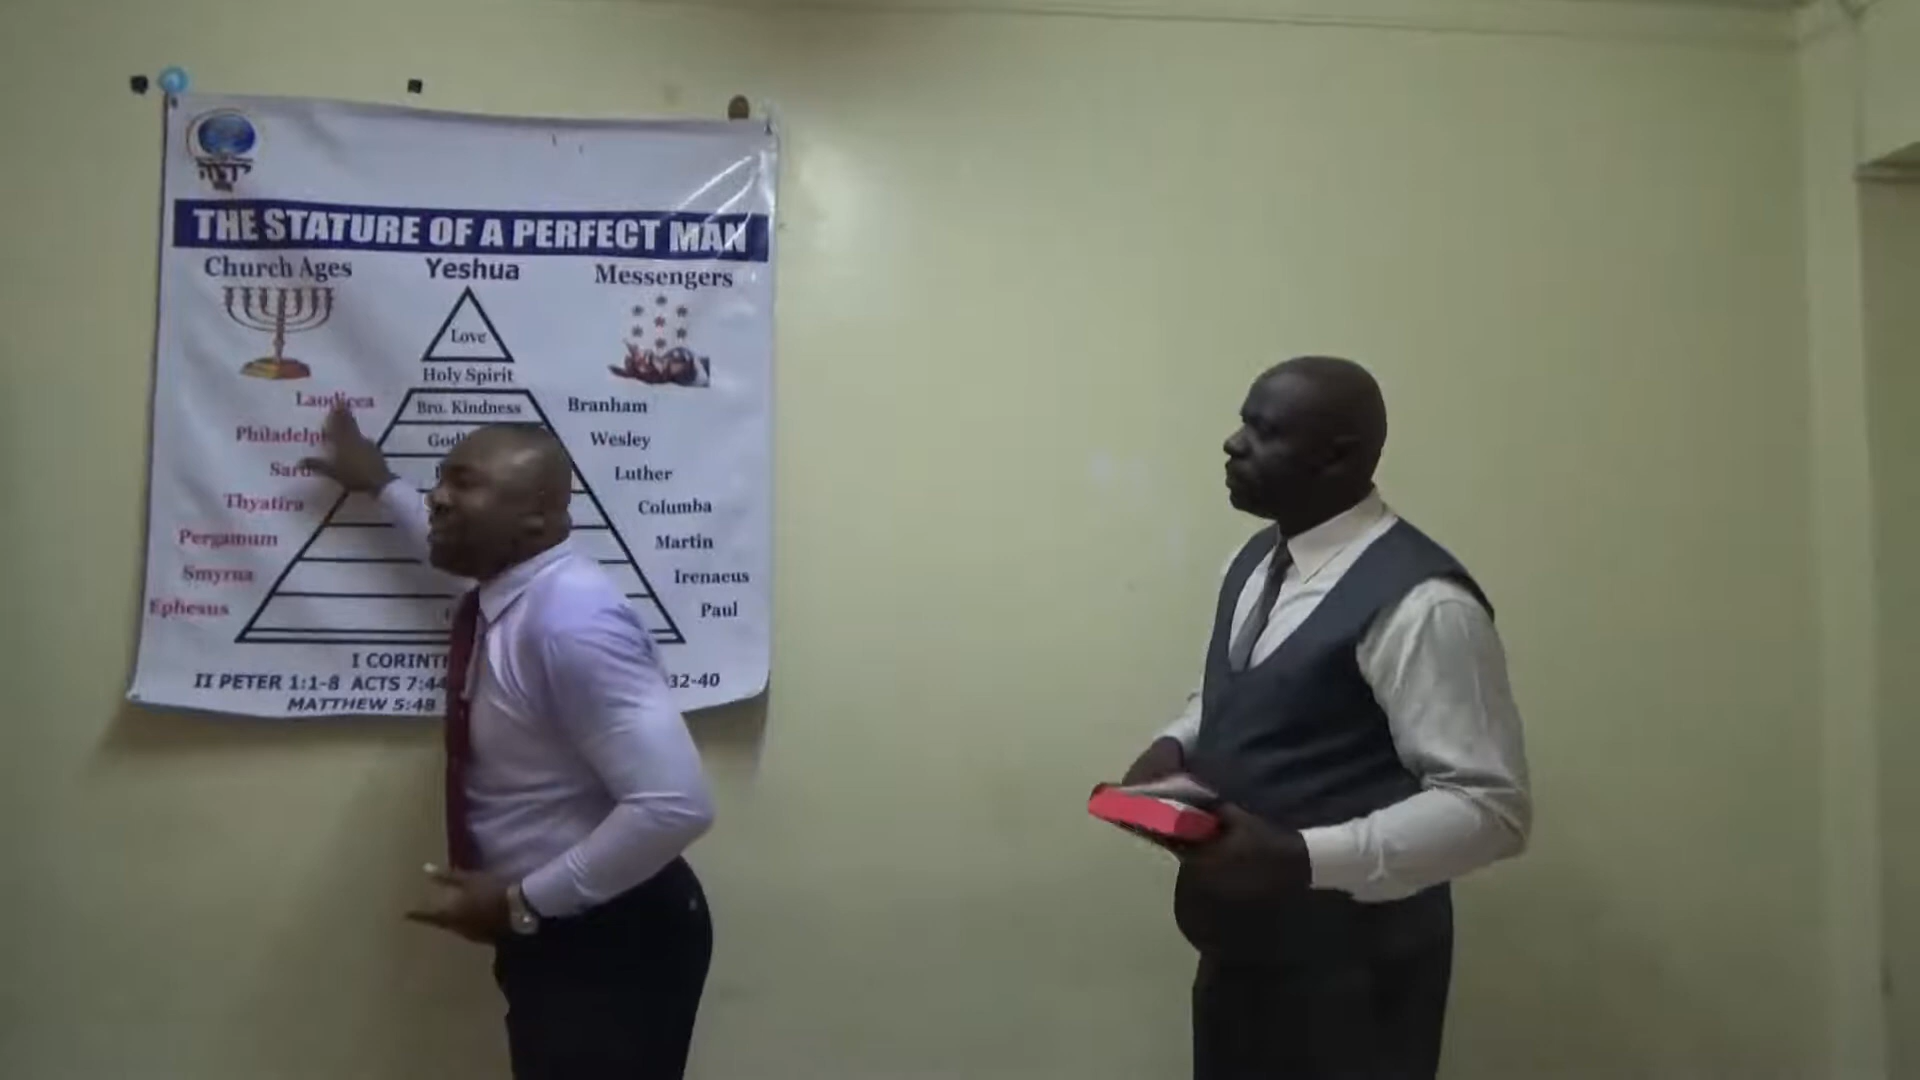 יהוה
THE STATURE OF A PERFECT MAN
Church Ages Yeshua Messengers
Love
Holy Spirit
Laodicea Bro. Kindness Branham
Wesley
Luther
Thyatira Columba
Pergamum Martin
Smyrna Irenaeus
Ephesus Paul
I
II PETER 1:1-8 ACTS 7:44 32-40
MATTHEW 5:48